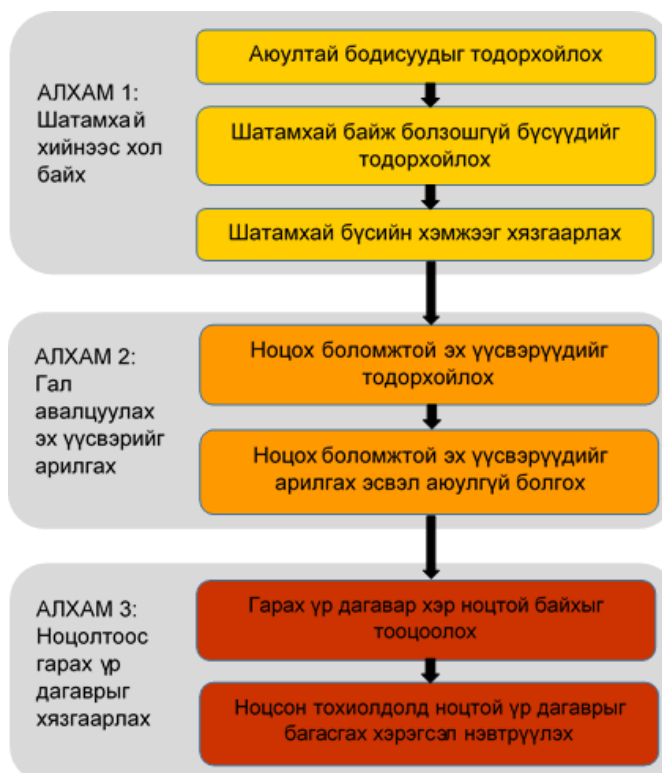 АЛХАМ 1:
Шатамхай
хийнээс хол
байх
Аюултай бодисуудыг тодорхойлох
Шатамхай байж болзошгүй бүсүүдийг
тодорхойлох
Шатамхай бүсийн хэмжээг хязгаарлах
АЛХАМ 2:
Гал
авалцуулах
эх үүсвэрийг
арилгах
Ноцох боломжтой эх үүсвэрүүдийг
тодорхойлох
Ноцох боломжтой эх үүсвэрүүдийг
арилгах эсвэл аюулгүй болгох
АЛХАМ 3:
Ноцолтоос
гарах үр
дагаврыг
хязгаарлах
Гарах үр дагавар хэр ноцтой байхыг
тооцоолох
Ноцсон тохиолдолд ноцтой үр дагаврыг
багасгах хэрэгсэл нэвтрүүлэх